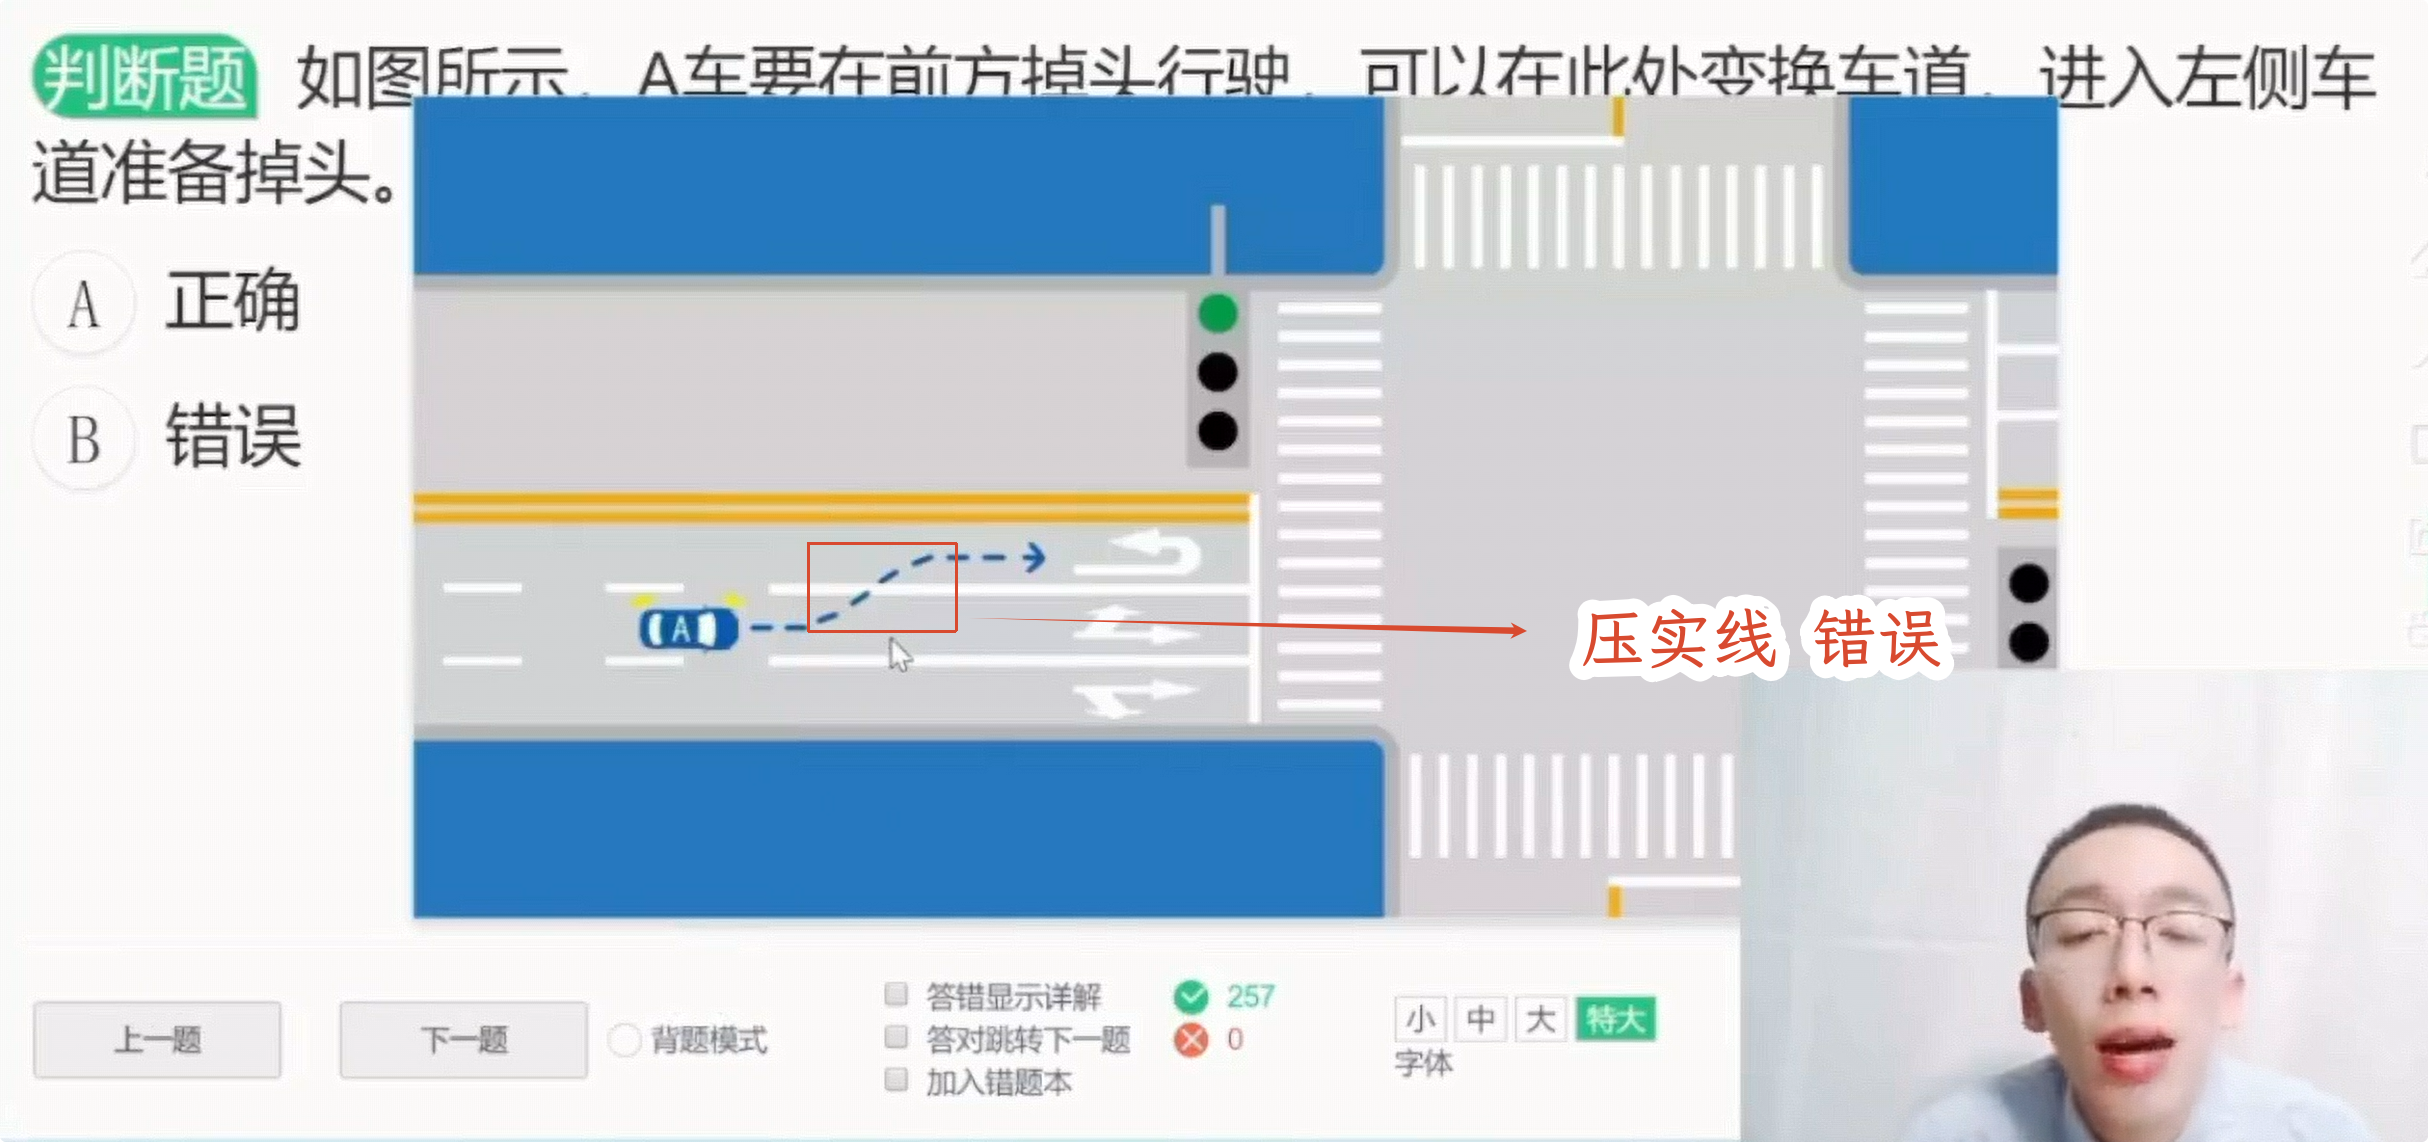 判断题 如图所示，A车要在前方掉头行驶，可以在此处变换车道，进入左侧车
道准备掉头。
A 正确
B 错误
A
压实线 错误
上一题
下一题
背题模式
答错显示详解
答对跳转下一题
加入错题本
257
0
小 中 大 特大
字体